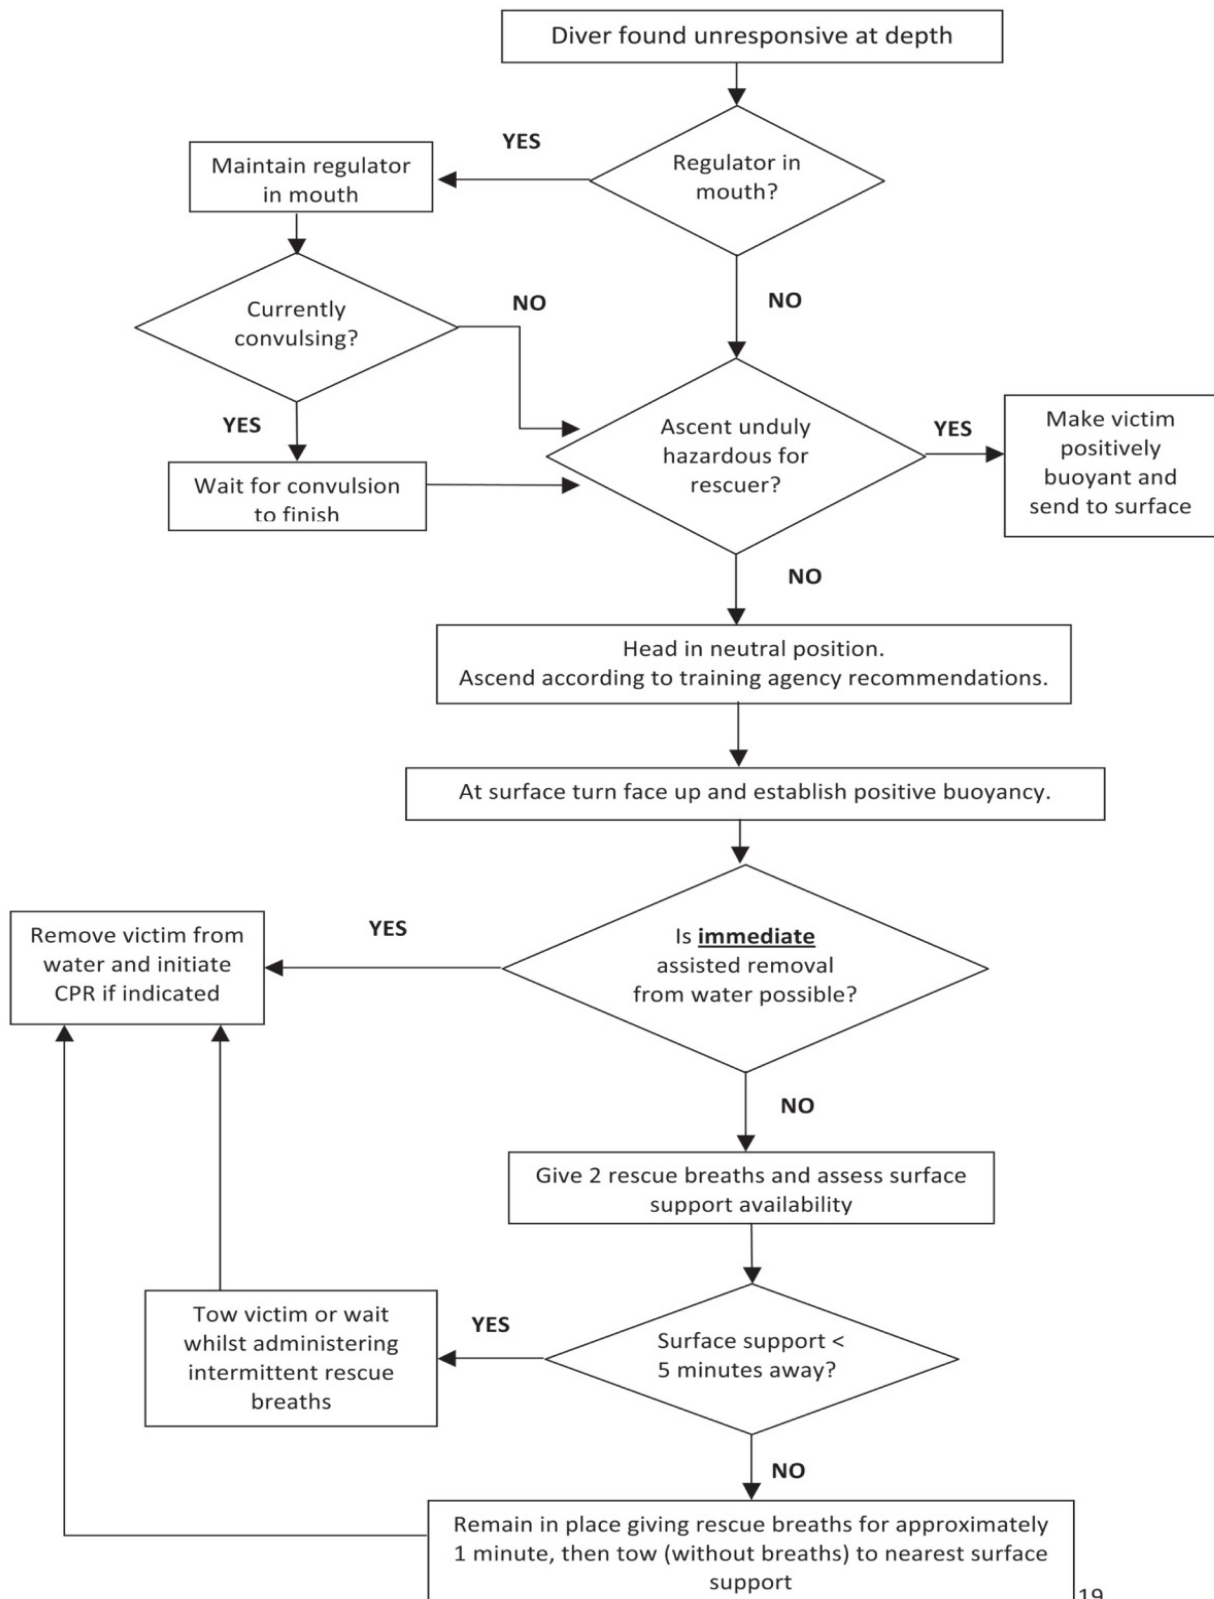 Diver found unresponsive at depth
YES
Regulator in
mouth?
Maintain regulator
in mouth
NO
Currently
convulsing?
NO
YES
Wait for convulsion
to finish
Ascent unduly
hazardous for
rescuer?
YES
Make victim
positively
buoyant and
send to surface
NO
Head in neutral position.
Ascend according to training agency recommendations.
At surface turn face up and establish positive buoyancy.
Is immediate
assisted removal
from water possible?
YES
Remove victim from
water and initiate
CPR if indicated
NO
Give 2 rescue breaths and assess surface
support availability
Surface support <
5 minutes away?
YES
Tow victim or wait
whilst administering
intermittent rescue
breaths
NO
Remain in place giving rescue breaths for approximately
1 minute, then tow (without breaths) to nearest surface
support
19